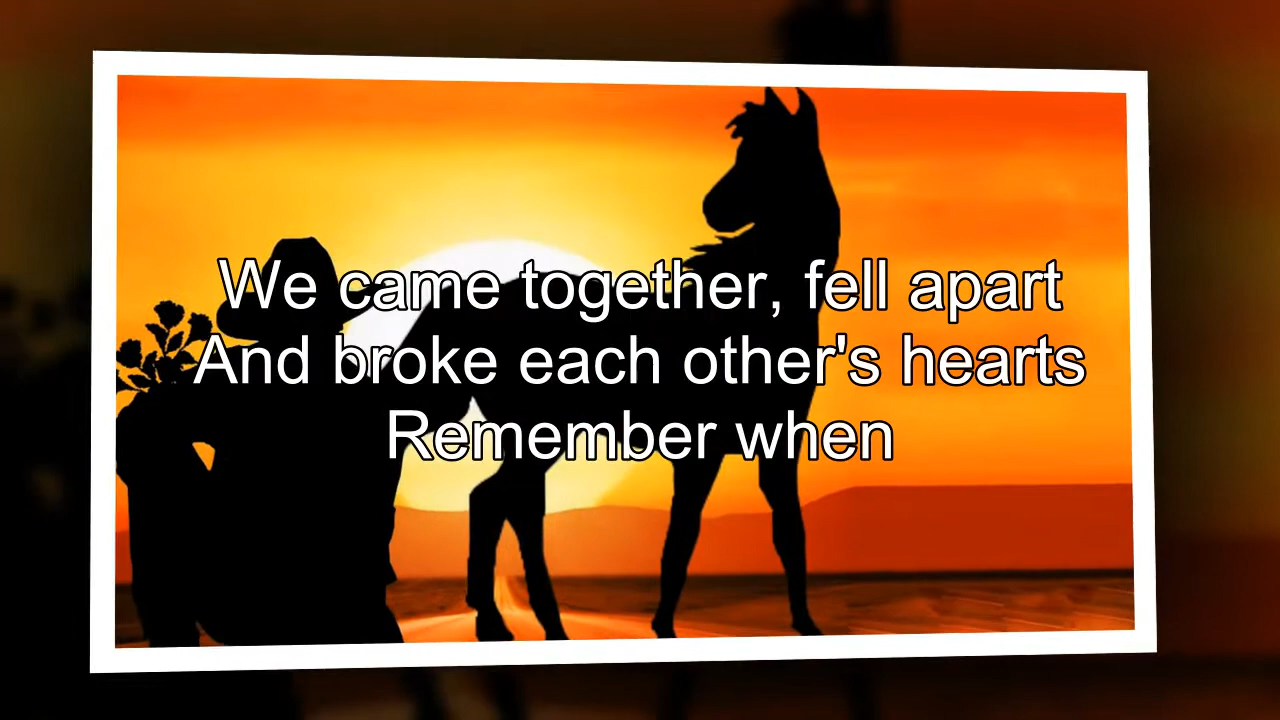 We came together, fell apart
And broke each other's hearts
Remember when